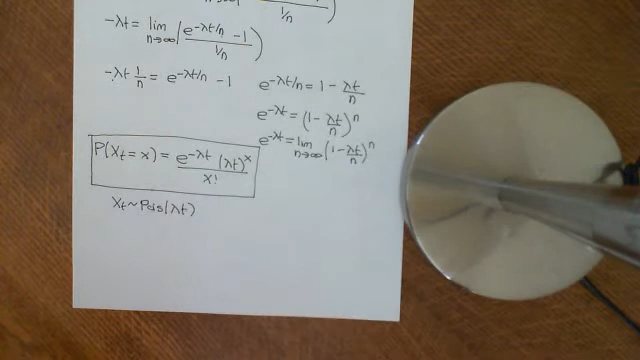 1/n
-λt = lim n→∞ (e^{-λt/n} - 1 / 1/n)
-λt 1/n = e^{-λt/n} - 1
e^{-λt/n} = 1 - λt/n
e^{-λt} = (1 - λt/n)^n
e^{-λt} = lim n→∞ (1 - λt/n)^n
P(X_t = x) = e^{-λt} (λt)^x / x!
X_t ~ Pois(λt)